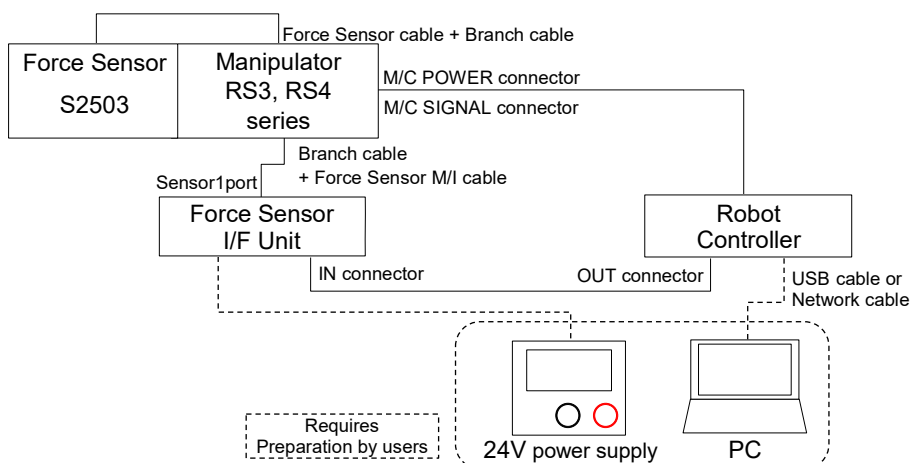 Force Sensor cable + Branch cable
Force Sensor
S2503
Manipulator
RS3, RS4
series
M/C POWER connector
M/C SIGNAL connector
Branch cable
+ Force Sensor M/I cable
Sensor1port
Force Sensor
I/F Unit
Robot
Controller
IN connector
OUT connector
USB cable or
Network cable
Requires
Preparation by users
24V power supply
PC